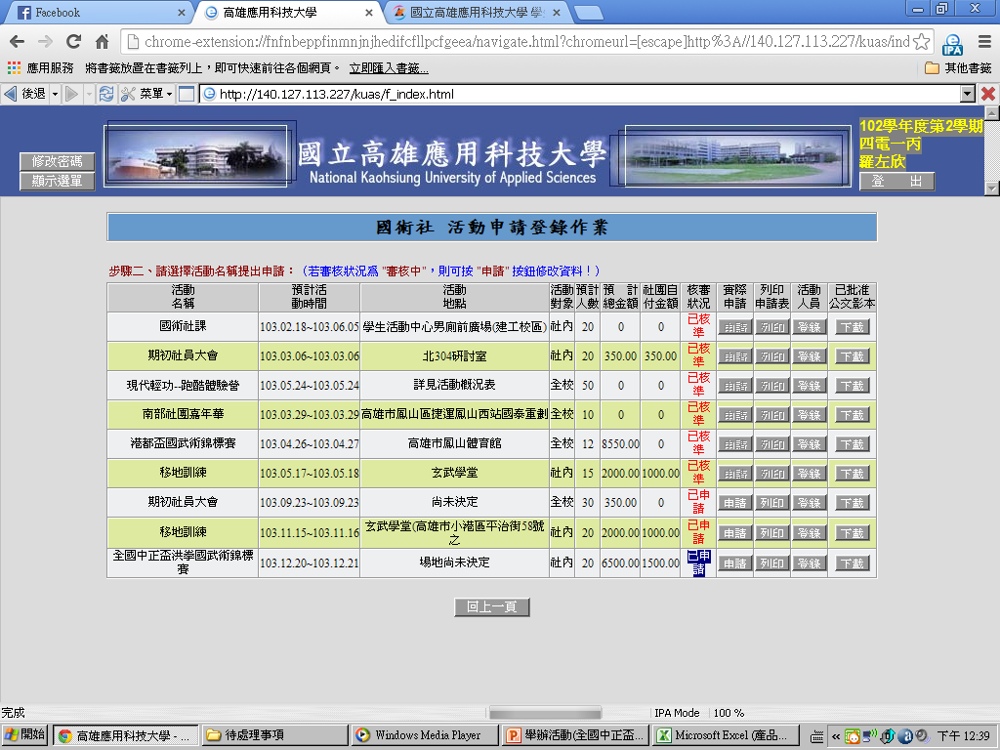 Facebook
高雄應用科技大學
國立高雄應用科技大學 學
chrome-extension://fnfnbeppfinmnjnjhedifcfllpcfgeea/navigate.html?chromeurl=[escape]http%3A//140.127.113.227/kuas/ind
IPA
應用服務 將書籤放置在書籤列上，即可快速前往各個網頁。 立即匯入書籤... 其他書籤
後退 菜單 http://140.127.113.227/kuas/f_index.html
修改密碼
顯示選單
國立高雄應用科技大學
National Kaohsiung University of Applied Sciences
102學年度第2學期
四電一丙
羅左欣
登 出
國術社 活動申請登錄作業
步驟二、請選擇活動名稱提出申請：（若審核狀況為 "審核中"，則可按 "申請" 按鈕修改資料！）
活動名稱 預計活動時間 活動地點 活動對象 預計人數 預 計總金額 社團自付金額 核審狀況 實際申請 列印申請表 活動人員 已批准公文影本
國術社課 103.02.18~103.06.05 學生活動中心男廁前廣場(建工校區) 社內 20 0 0 已核準 申請 列印 登錄 下載
期初社員大會 103.03.06~103.03.06 北304研討室 社內 20 350.00 350.00 已核準 申請 列印 登錄 下載
現代輕功--跑酷體驗營 103.05.24~103.05.24 詳見活動概況表 全校 50 0 0 已核準 申請 列印 登錄 下載
南部社團嘉年華 103.03.29~103.03.29 高雄市鳳山區捷運鳳山西站國泰重劃 全校 10 0 0 已核準 申請 列印 登錄 下載
港都盃國武術錦標賽 103.04.26~103.04.27 高雄市鳳山體育館 全校 12 8550.00 0 已核準 申請 列印 登錄 下載
移地訓練 103.05.17~103.05.18 玄武學堂 社內 15 2000.00 1000.00 已核準 申請 列印 登錄 下載
期初社員大會 103.09.23~103.09.23 尚未決定 全校 30 350.00 0 已申請 申請 列印 登錄 下載
移地訓練 103.11.15~103.11.16 玄武學堂(高雄市小港區平治街58號之 社內 20 2000.00 1000.00 已申請 申請 列印 登錄 下載
全國中正盃洪拳國武術錦標賽 103.12.20~103.12.21 場地尚未決定 社內 20 6500.00 1500.00 已申請 申請 列印 登錄 下載
回上一頁
完成 IPA Mode 100 %
開始 高雄應用科技大學 - ... 待處理事項 Windows Media Player 舉辦活動(全國中正盃... Microsoft Excel (產品... 下午 12:39